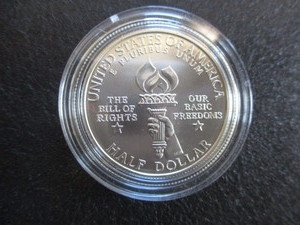 UNITED STATES OF AMERICA
E PLURIBUS UNUM
THE
BILL OF
RIGHTS
OUR
BASIC
FREEDOMS
HALF DOLLAR